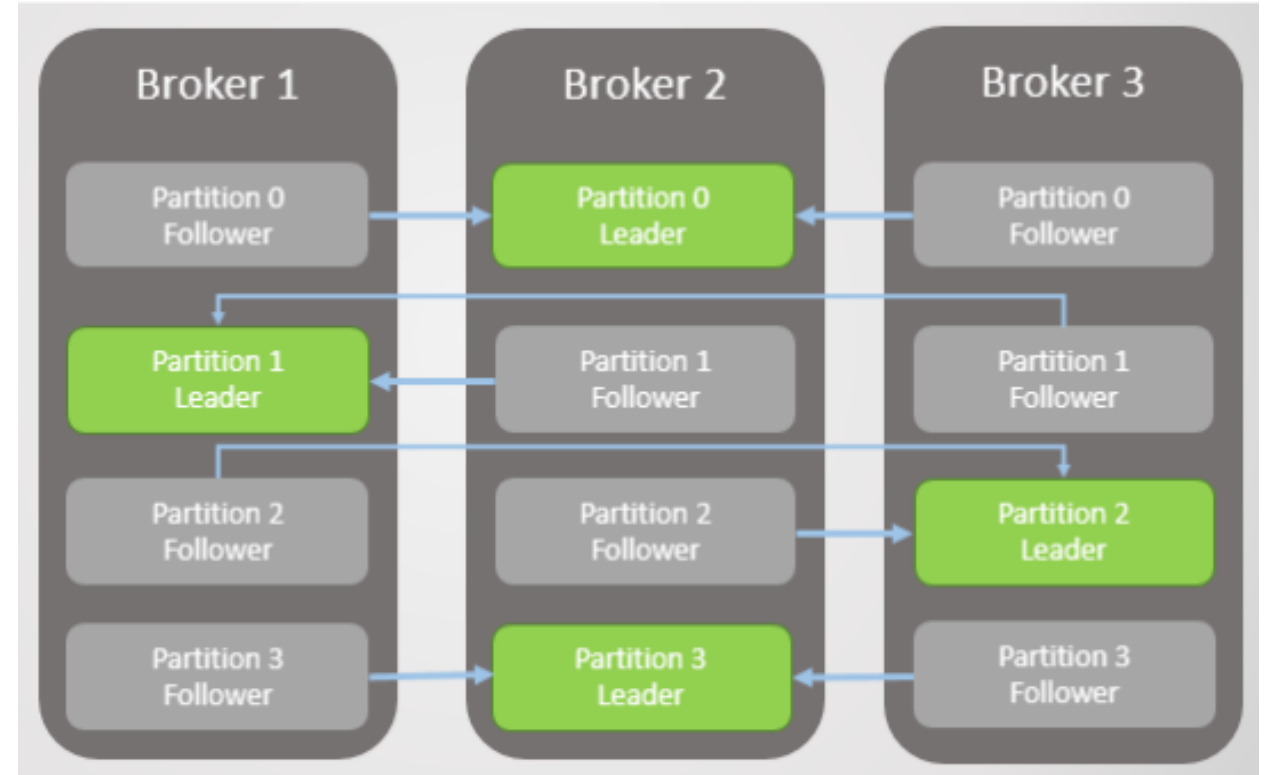 Broker 1
Broker 2
Broker 3
Partition 0
Follower
Partition 0
Leader
Partition 0
Follower
Partition 1
Leader
Partition 1
Follower
Partition 1
Follower
Partition 2
Follower
Partition 2
Follower
Partition 2
Leader
Partition 3
Follower
Partition 3
Leader
Partition 3
Follower